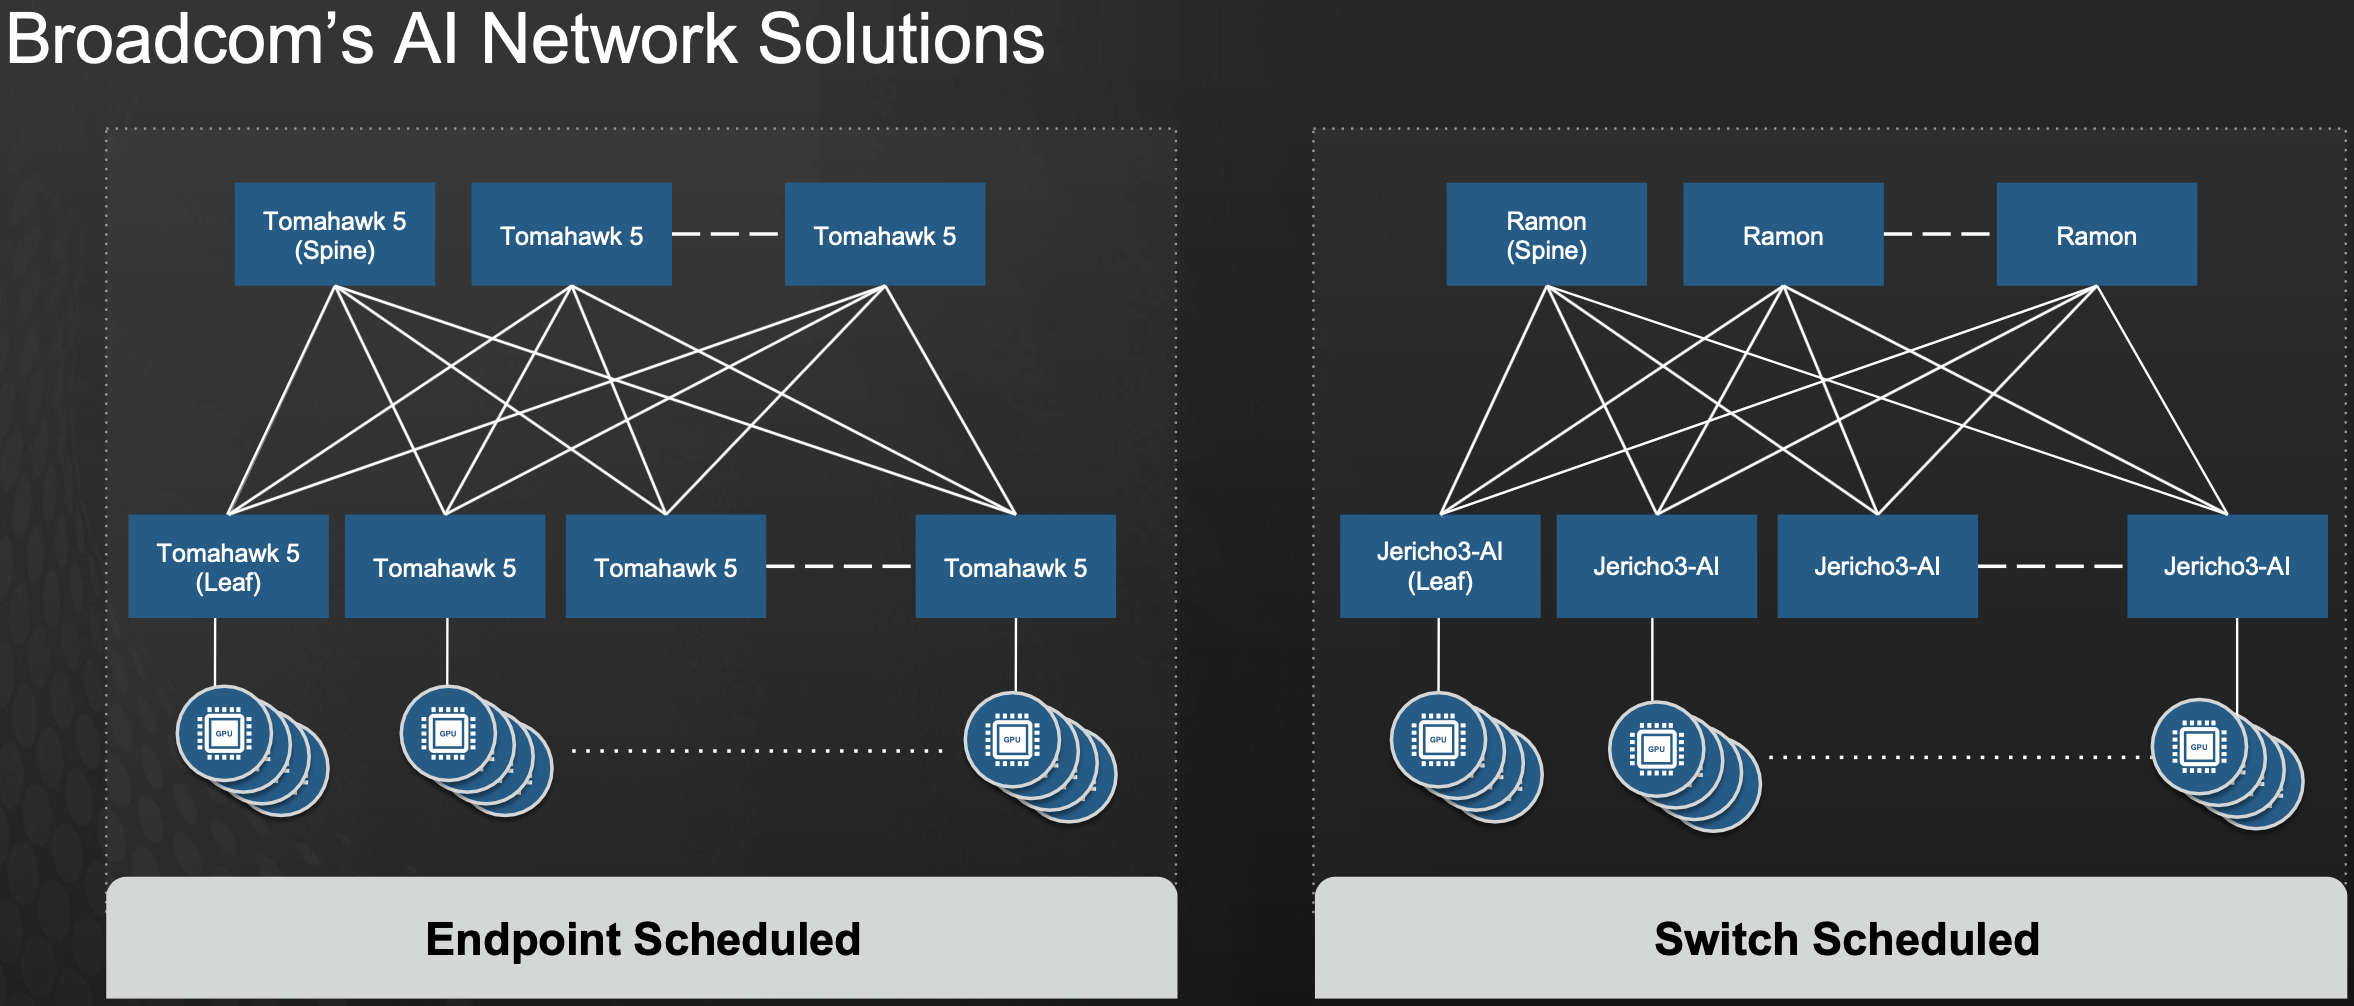 Broadcom’s AI Network Solutions
Tomahawk 5
(Spine)
Tomahawk 5
Tomahawk 5
Tomahawk 5
(Leaf)
Tomahawk 5
Tomahawk 5
Tomahawk 5
GPU
GPU
GPU
Endpoint Scheduled
Ramon
(Spine)
Ramon
Ramon
Jericho3-AI
(Leaf)
Jericho3-AI
Jericho3-AI
Jericho3-AI
GPU
GPU
GPU
Switch Scheduled